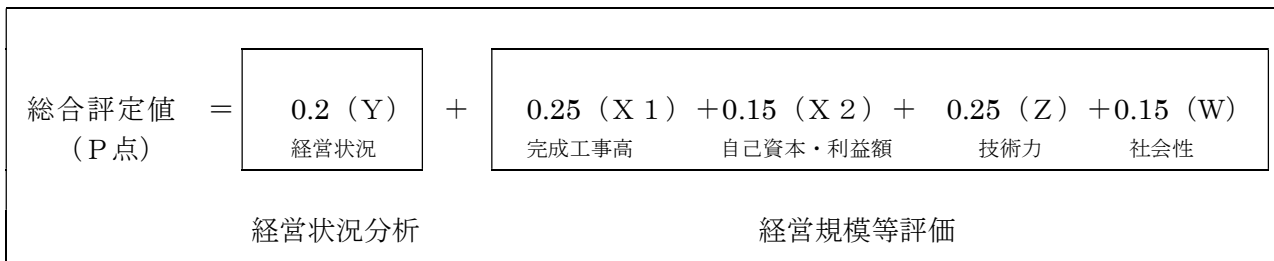 総合評定値 = 0.2（Y） + 0.25（X1）+0.15（X2）+ 0.25（Z）+0.15（W）
（P点） 経営状況 完成工事高 自己資本・利益額 技術力 社会性
経営状況分析 経営規模等評価